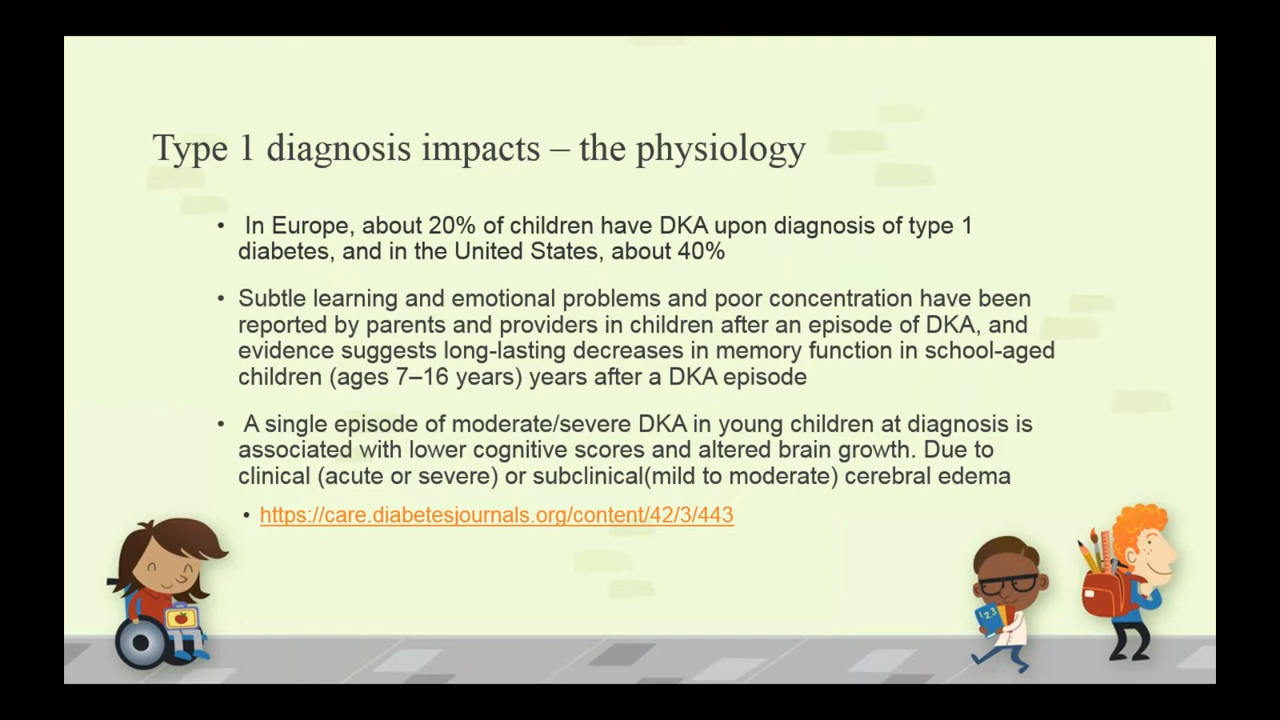 Type 1 diagnosis impacts – the physiology
• In Europe, about 20% of children have DKA upon diagnosis of type 1
diabetes, and in the United States, about 40%
• Subtle learning and emotional problems and poor concentration have been
reported by parents and providers in children after an episode of DKA, and
evidence suggests long-lasting decreases in memory function in school-aged
children (ages 7–16 years) years after a DKA episode
• A single episode of moderate/severe DKA in young children at diagnosis is
associated with lower cognitive scores and altered brain growth. Due to
clinical (acute or severe) or subclinical(mild to moderate) cerebral edema
• https://care.diabetesjournals.org/content/42/3/443
1 2 3